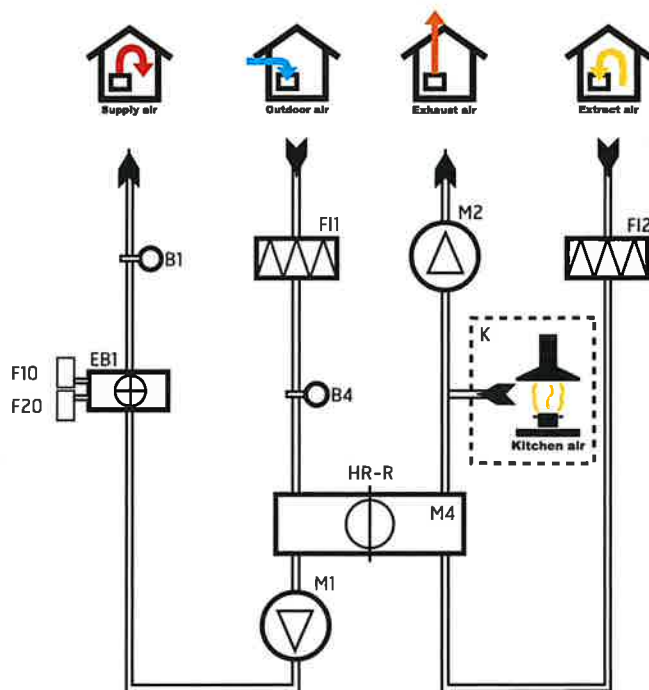 Supply air
Outdoor air
Exhaust air
Extract air
M2
FI1
FI2
B1
K
EB1
F10
F20
B4
Kitchen air
HR-R
M4
M1